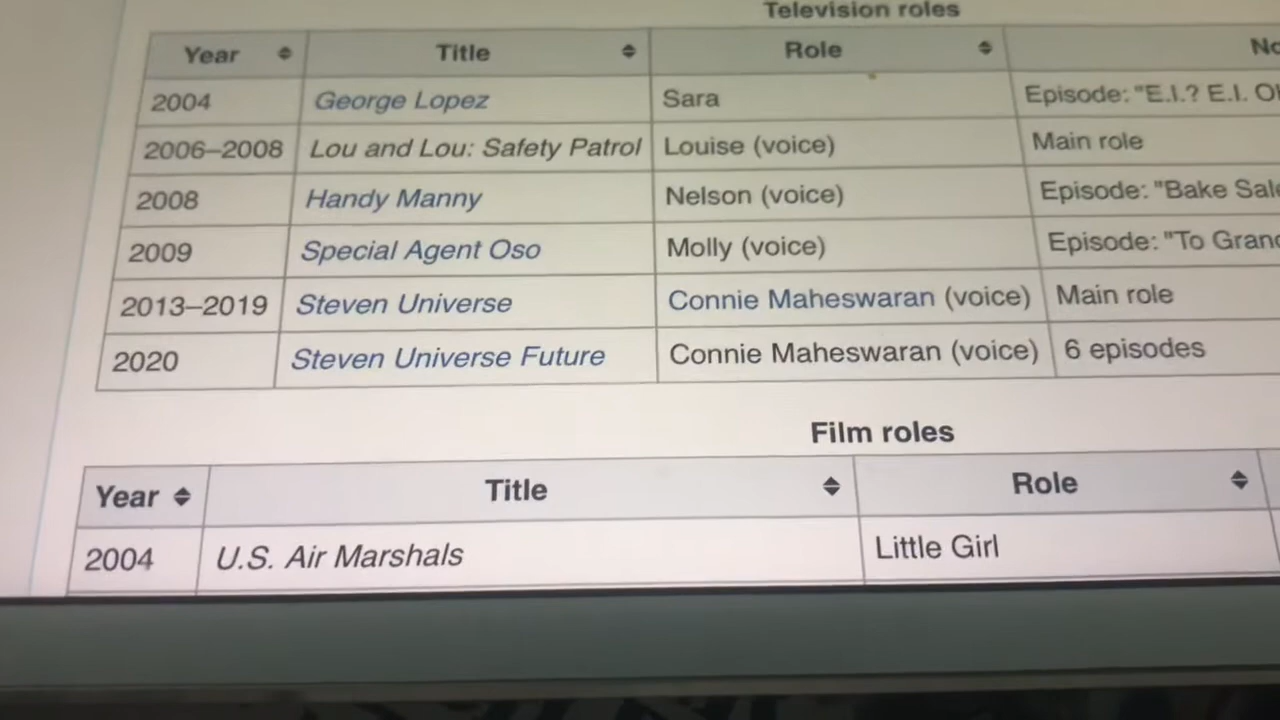 Television roles
Year Title Role
2004 George Lopez Sara Episode: "E.I.? E.I.
2006–2008 Lou and Lou: Safety Patrol Louise (voice) Main role
2008 Handy Manny Nelson (voice) Episode: "Bake
2009 Special Agent Oso Molly (voice) Episode: "To
2013–2019 Steven Universe Connie Maheswaran (voice) Main role
2020 Steven Universe Future Connie Maheswaran (voice) 6 episodes
Film roles
Year Title Role
2004 U.S. Air Marshals Little Girl